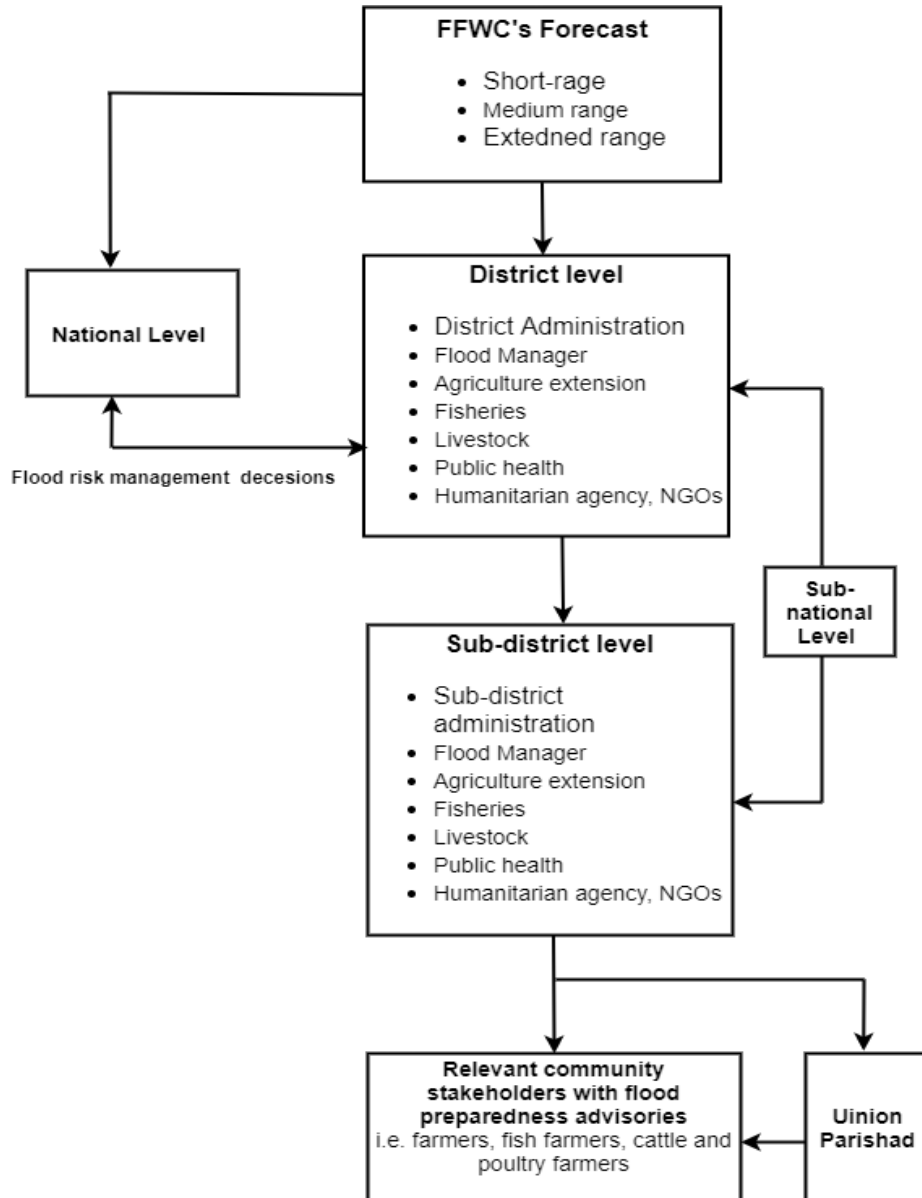 FFWC's Forecast
Short-rage
Medium range
Extedned range
National Level
Flood risk management decesions
District level
District Administration
Flood Manager
Agriculture extension
Fisheries
Livestock
Public health
Humanitarian agency, NGOs
Sub-
national
Level
Sub-district level
Sub-district
administration
Flood Manager
Agriculture extension
Fisheries
Livestock
Public health
Humanitarian agency, NGOs
Relevant community
stakeholders with flood
preparedness advisories
i.e. farmers, fish farmers, cattle and
poultry farmers
Uinion
Parishad